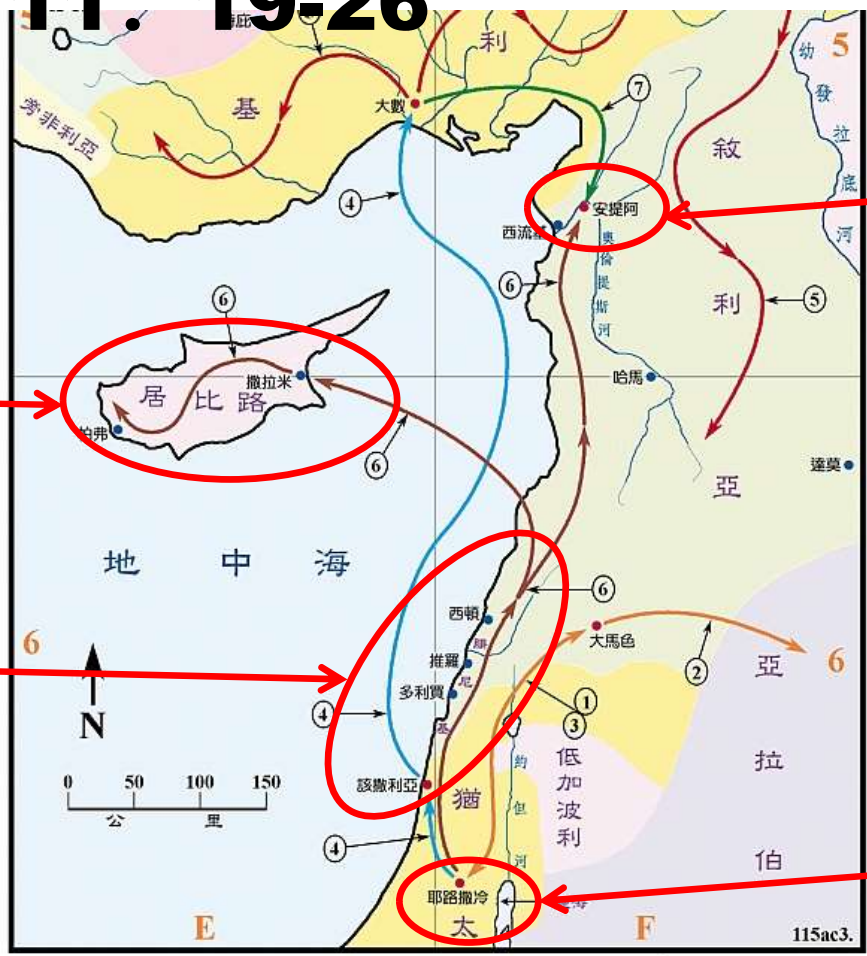 11．19-26
5
5
利
基
大數
旁非利亞
⑦
幼發拉底河
敘
④
安提阿
西流基
奧倫提斯河
⑥
⑥
利
⑤
撒拉米
居比路
哈馬
帕弗
⑥
達莫
亞
地中海
⑥
西頓
腓
大馬色
6
推羅
②
亞
6
尼
多利買
①
③
N
④
基
低加波利
約但河
拉
0 50 100 150
公里
該撒利亞
猶
④
伯
耶路撒冷
太
E
F
115ac3.